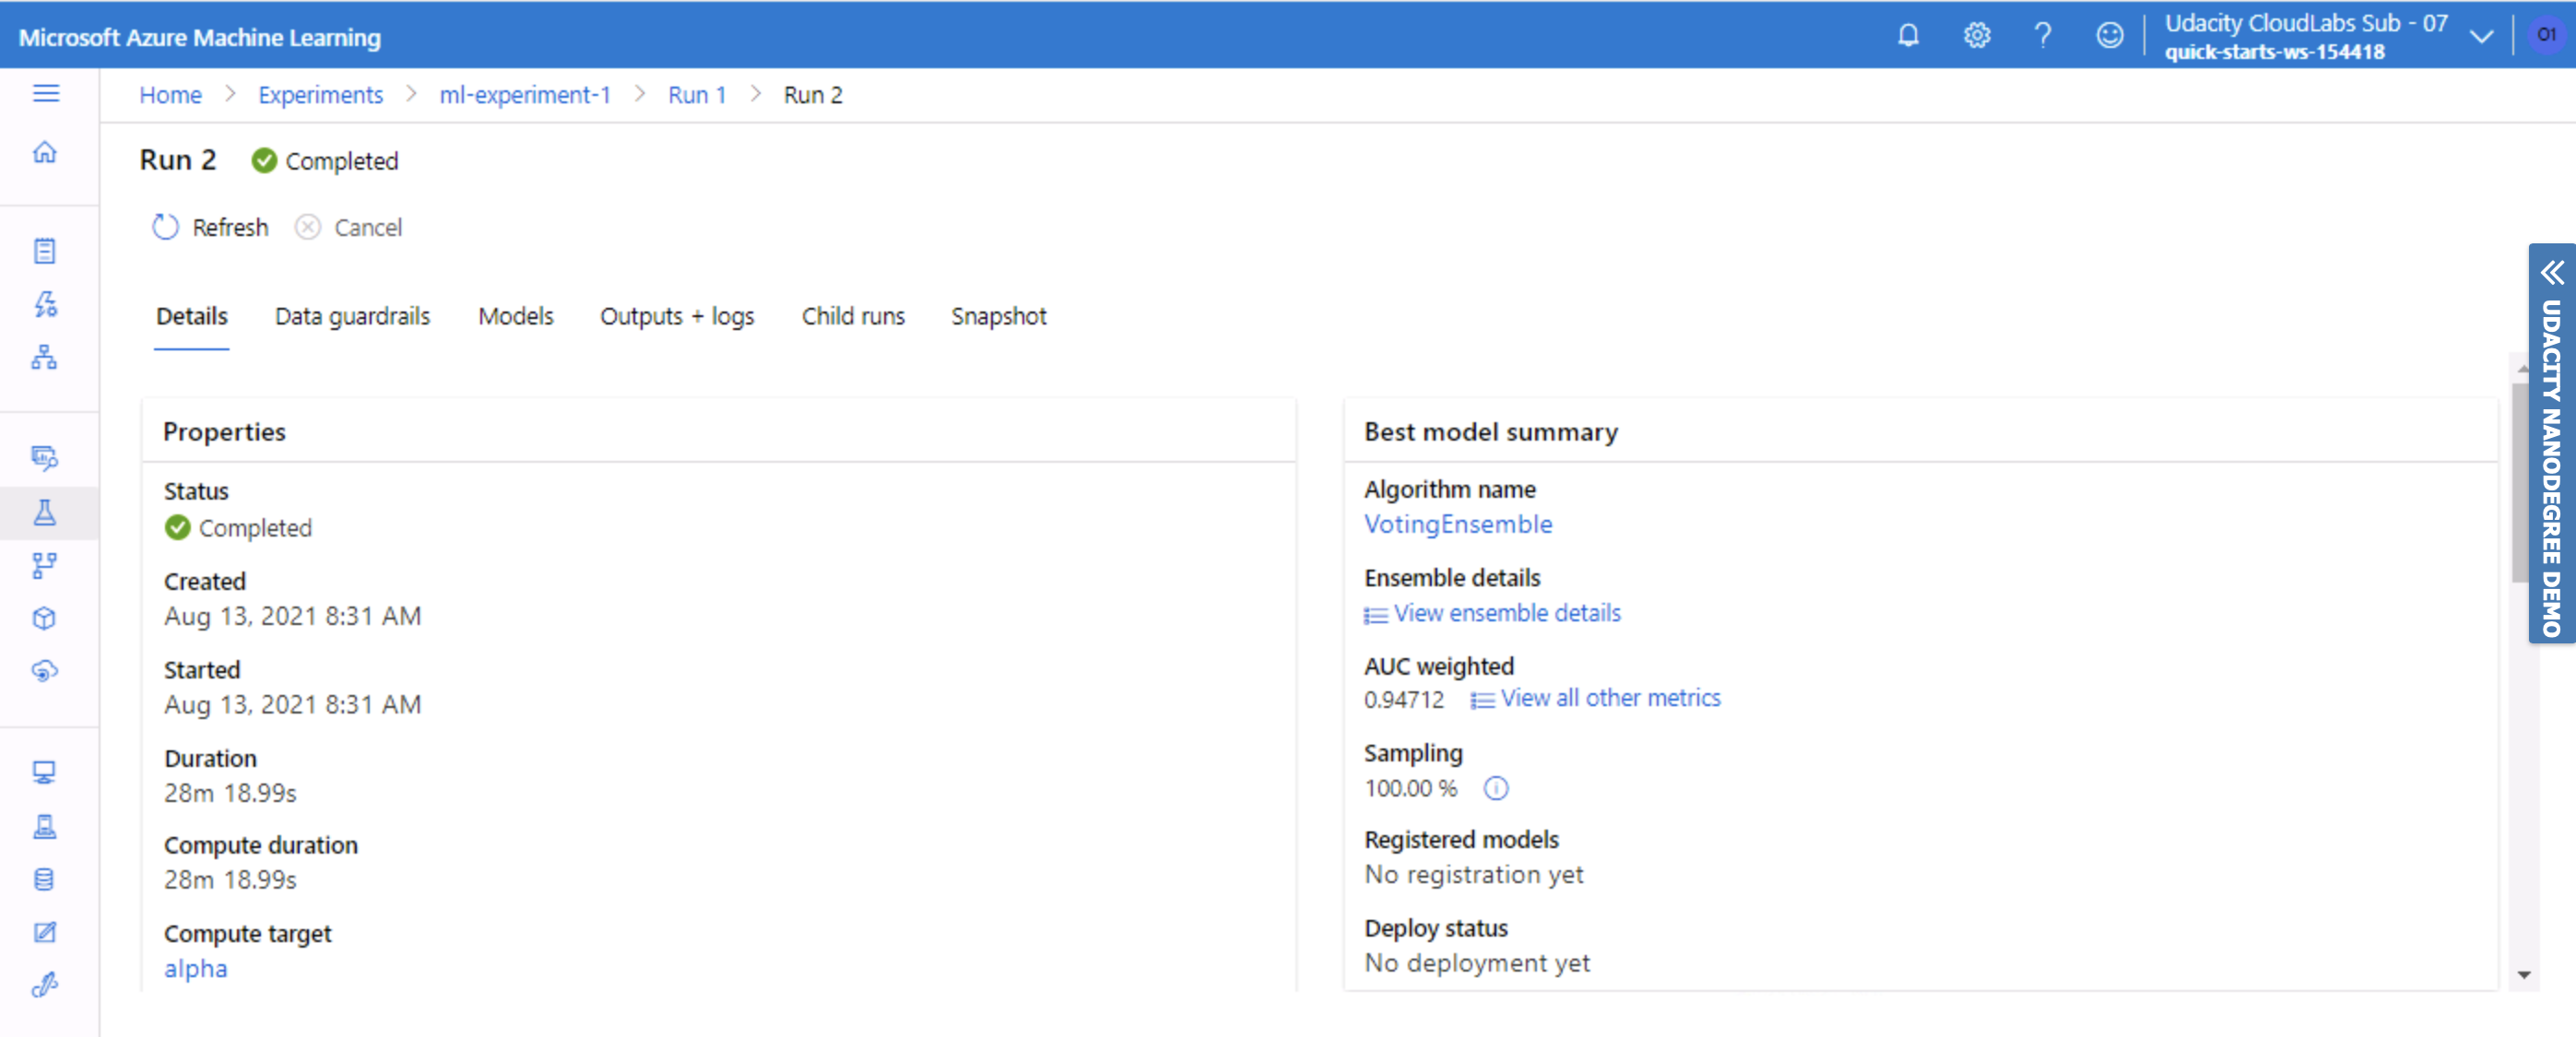 Microsoft Azure Machine Learning
Udacity CloudLabs Sub - 07
quick-starts-ws-154418
01
Home > Experiments > ml-experiment-1 > Run 1 > Run 2
Run 2 Completed
Refresh Cancel
Details Data guardrails Models Outputs + logs Child runs Snapshot
Properties
Status
Completed
Created
Aug 13, 2021 8:31 AM
Started
Aug 13, 2021 8:31 AM
Duration
28m 18.99s
Compute duration
28m 18.99s
Compute target
alpha
Best model summary
Algorithm name
VotingEnsemble
Ensemble details
View ensemble details
AUC weighted
0.94712 View all other metrics
Sampling
100.00 %
Registered models
No registration yet
Deploy status
No deployment yet
UDACITY NANODEGREE DEMO